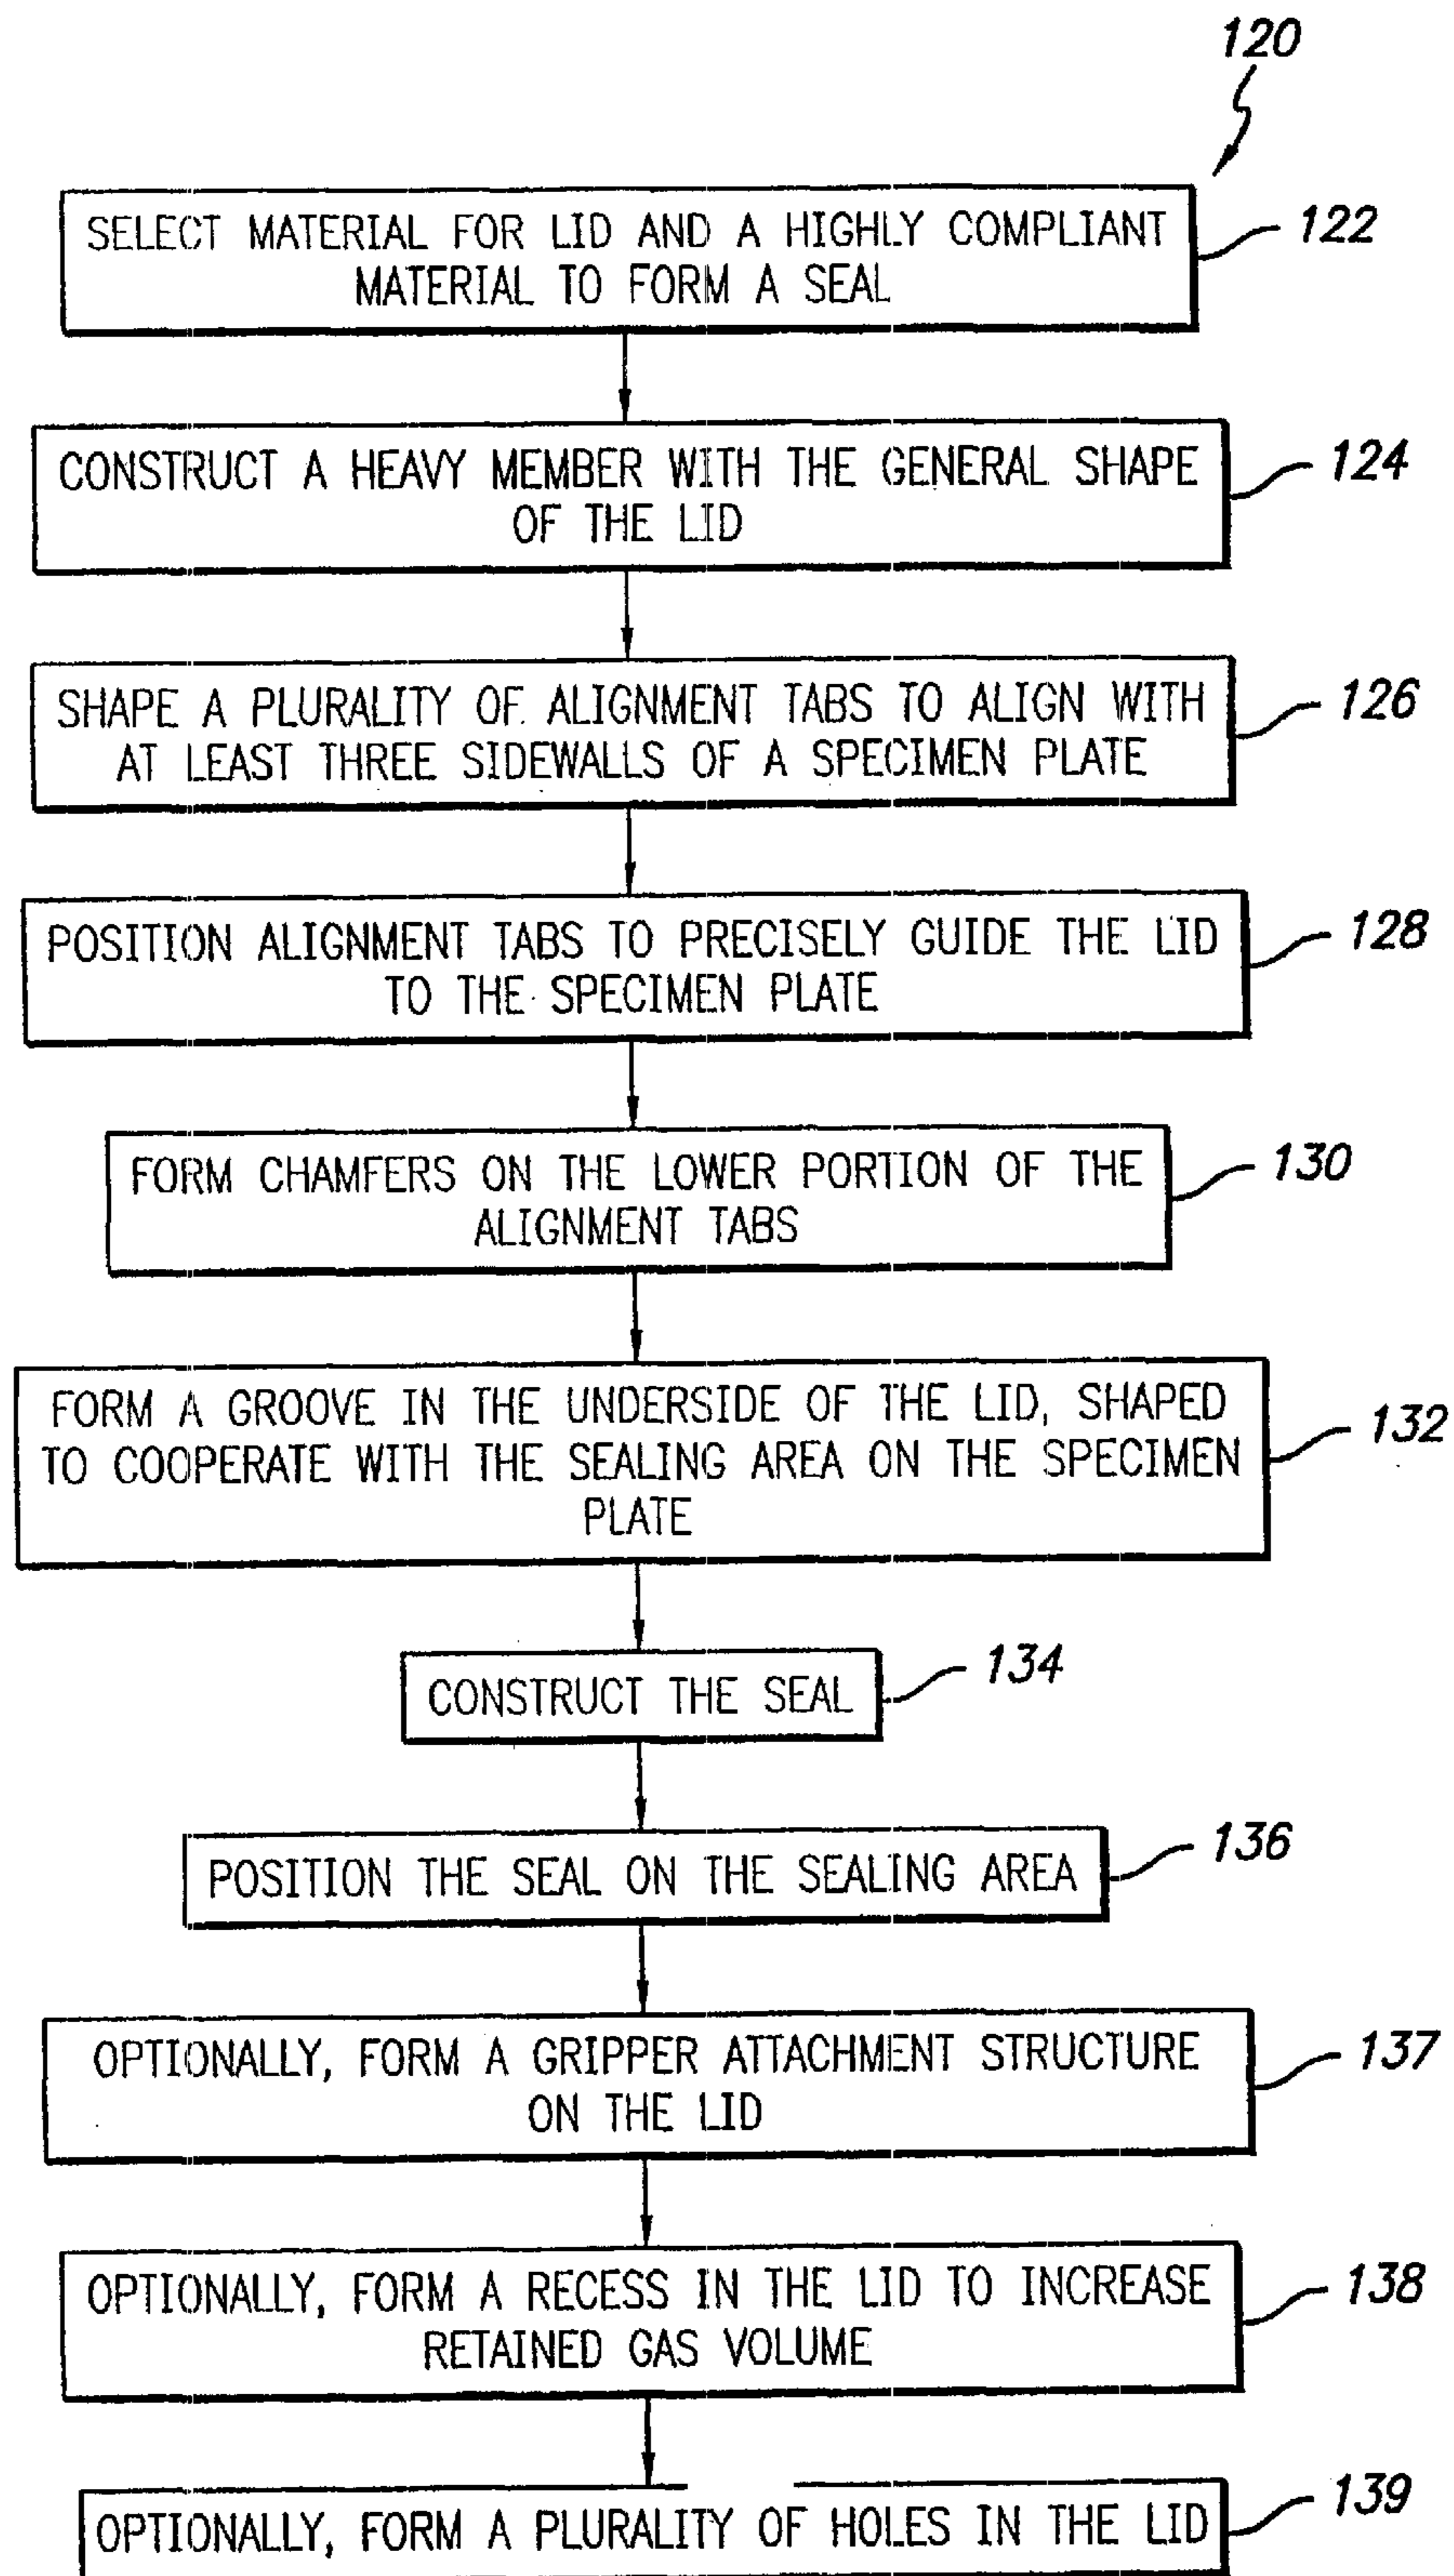 120
SELECT MATERIAL FOR LID AND A HIGHLY COMPLIANT
MATERIAL TO FORM A SEAL
122
CONSTRUCT A HEAVY MEMBER WITH THE GENERAL SHAPE
OF THE LID
124
SHAPE A PLURALITY OF ALIGNMENT TABS TO ALIGN WITH
AT LEAST THREE SIDEWALLS OF A SPECIMEN PLATE
126
POSITION ALIGNMENT TABS TO PRECISELY GUIDE THE LID
TO THE SPECIMEN PLATE
128
FORM CHAMFERS ON THE LOWER PORTION OF THE
ALIGNMENT TABS
130
FORM A GROOVE IN THE UNDERSIDE OF THE LID, SHAPED
TO COOPERATE WITH THE SEALING AREA ON THE SPECIMEN
PLATE
132
CONSTRUCT THE SEAL
134
POSITION THE SEAL ON THE SEALING AREA
136
OPTIONALLY, FORM A GRIPPER ATTACHMENT STRUCTURE
ON THE LID
137
OPTIONALLY, FORM A RECESS IN THE LID TO INCREASE
RETAINED GAS VOLUME
138
OPTIONALLY, FORM A PLURALITY OF HOLES IN THE LID
139